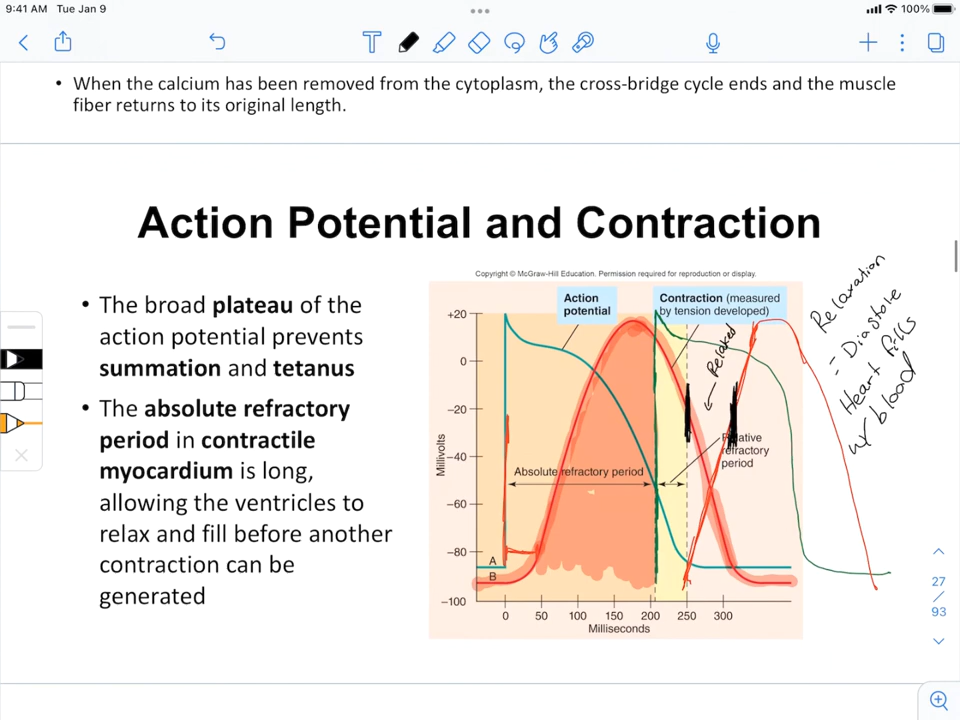 9:41 AM Tue Jan 9
100%
• When the calcium has been removed from the cytoplasm, the cross-bridge cycle ends and the muscle
fiber returns to its original length.
Action Potential and Contraction
Copyright © McGraw-Hill Education. Permission required for reproduction or display.
• The broad plateau of the
action potential prevents
summation and tetanus
• The absolute refractory
period in contractile
myocardium is long,
allowing the ventricles to
relax and fill before another
contraction can be
generated
Action
potential
Contraction (measured
by tension developed)
Relaxed
Absolute refractory period
Relative
refractory
period
Millivolts
+20
0
−20
−40
−60
−80
−100
A
B
0 50 100 150 200 250 300
Milliseconds
Relaxation
= Diastole
Heart fills
w/ blood
27
/
93